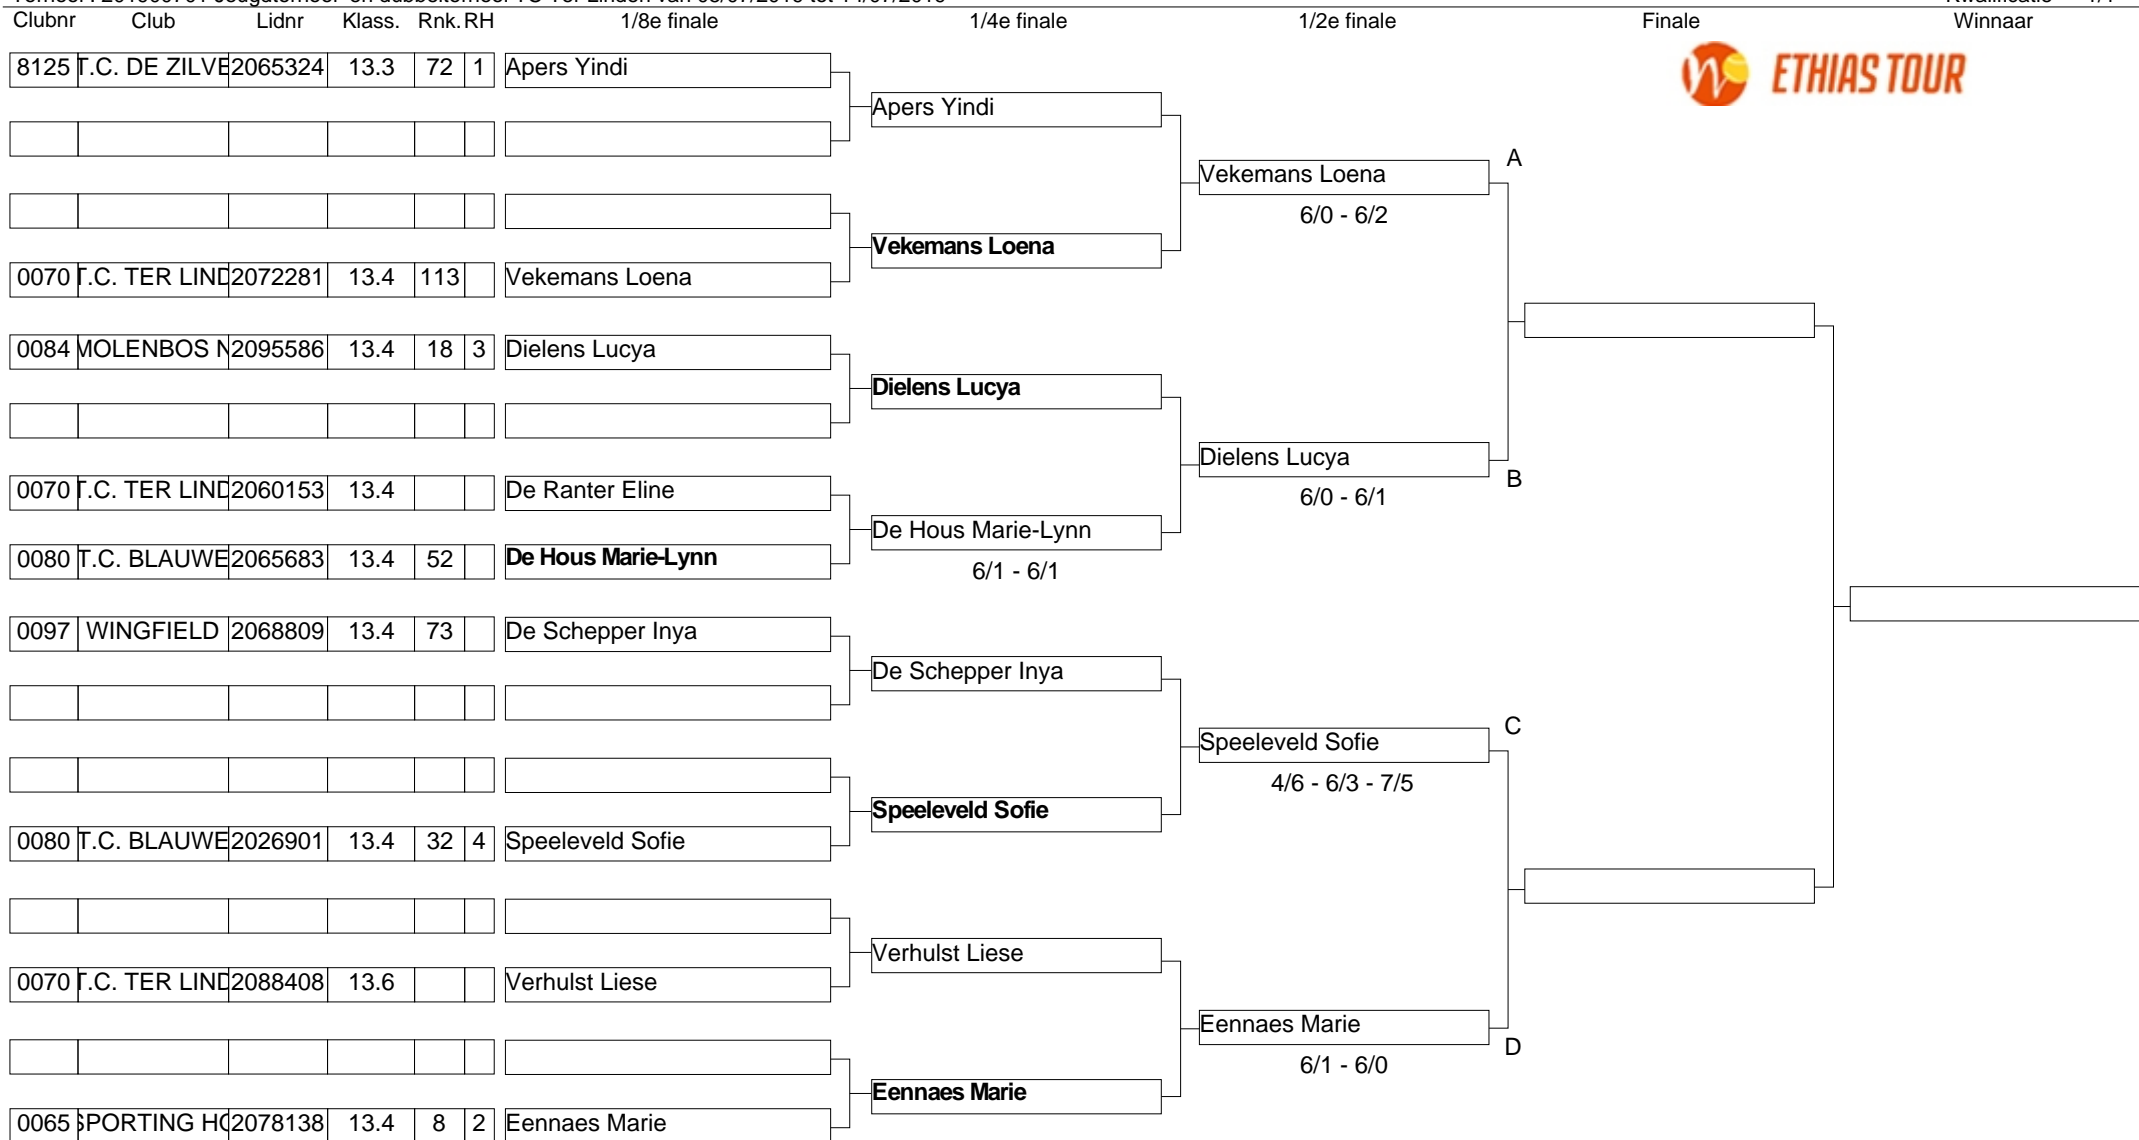 Clubnr Club Lidnr Klass. Rnk. RH 1/8e finale 1/4e finale 1/2e finale Finale Winnaar
ETHIAS TOUR
8125 T.C. DE ZILVE 2065324 13.3 72 1 Apers Yindi
Apers Yindi
A
Vekemans Loena
6/0 - 6/2
Vekemans Loena
0070 T.C. TER LIND 2072281 13.4 113 Vekemans Loena
0084 MOLENBOS N 2095586 13.4 18 3 Dielens Lucya
Dielens Lucya
Dielens Lucya
B
6/0 - 6/1
0070 T.C. TER LIND 2060153 13.4 De Ranter Eline
De Hous Marie-Lynn
0080 T.C. BLAUWE 2065683 13.4 52 De Hous Marie-Lynn
6/1 - 6/1
0097 WINGFIELD 2068809 13.4 73 De Schepper Inya
De Schepper Inya
C
Speeleveld Sofie
4/6 - 6/3 - 7/5
Speeleveld Sofie
0080 T.C. BLAUWE 2026901 13.4 32 4 Speeleveld Sofie
Verhulst Liese
0070 T.C. TER LIND 2088408 13.6 Verhulst Liese
Eennaes Marie
D
6/1 - 6/0
Eennaes Marie
0065 SPORTING HO 2078138 13.4 8 2 Eennaes Marie